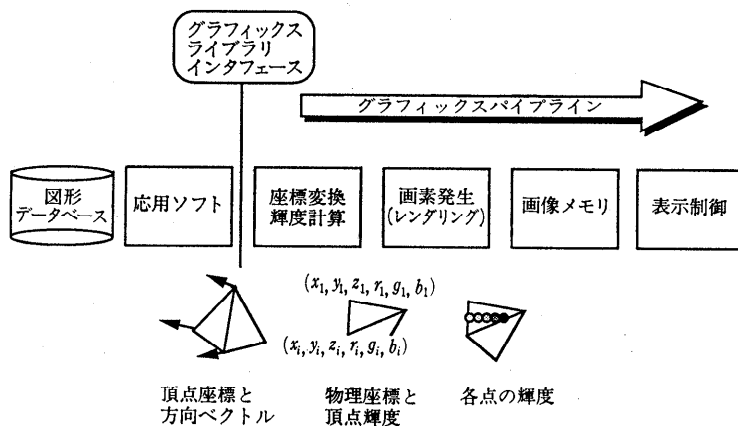 グラフィックス
ライブラリ
インタフェース
グラフィックスパイプライン
図形
データベース
応用ソフト
座標変換
輝度計算
画素発生
(レンダリング)
画像メモリ
表示制御
(x₁, y₁, z₁, r₁, g₁, b₁)
(xᵢ, yᵢ, zᵢ, rᵢ, gᵢ, bᵢ)
頂点座標と
方向ベクトル
物理座標と
頂点輝度
各点の輝度